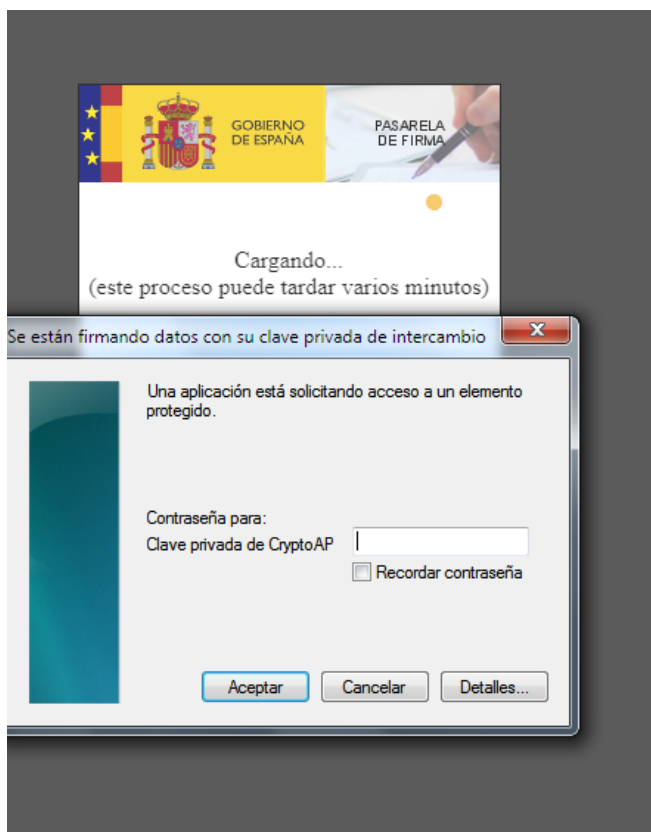 GOBIERNO
DE ESPAÑA
PASARELA
DE FIRMA
Cargando...
(este proceso puede tardar varios minutos)
Se están firmando datos con su clave privada de intercambio
Una aplicación está solicitando acceso a un elemento
protegido.
Contraseña para:
Clave privada de CryptoAP
Recordar contraseña
Aceptar
Cancelar
Detalles...